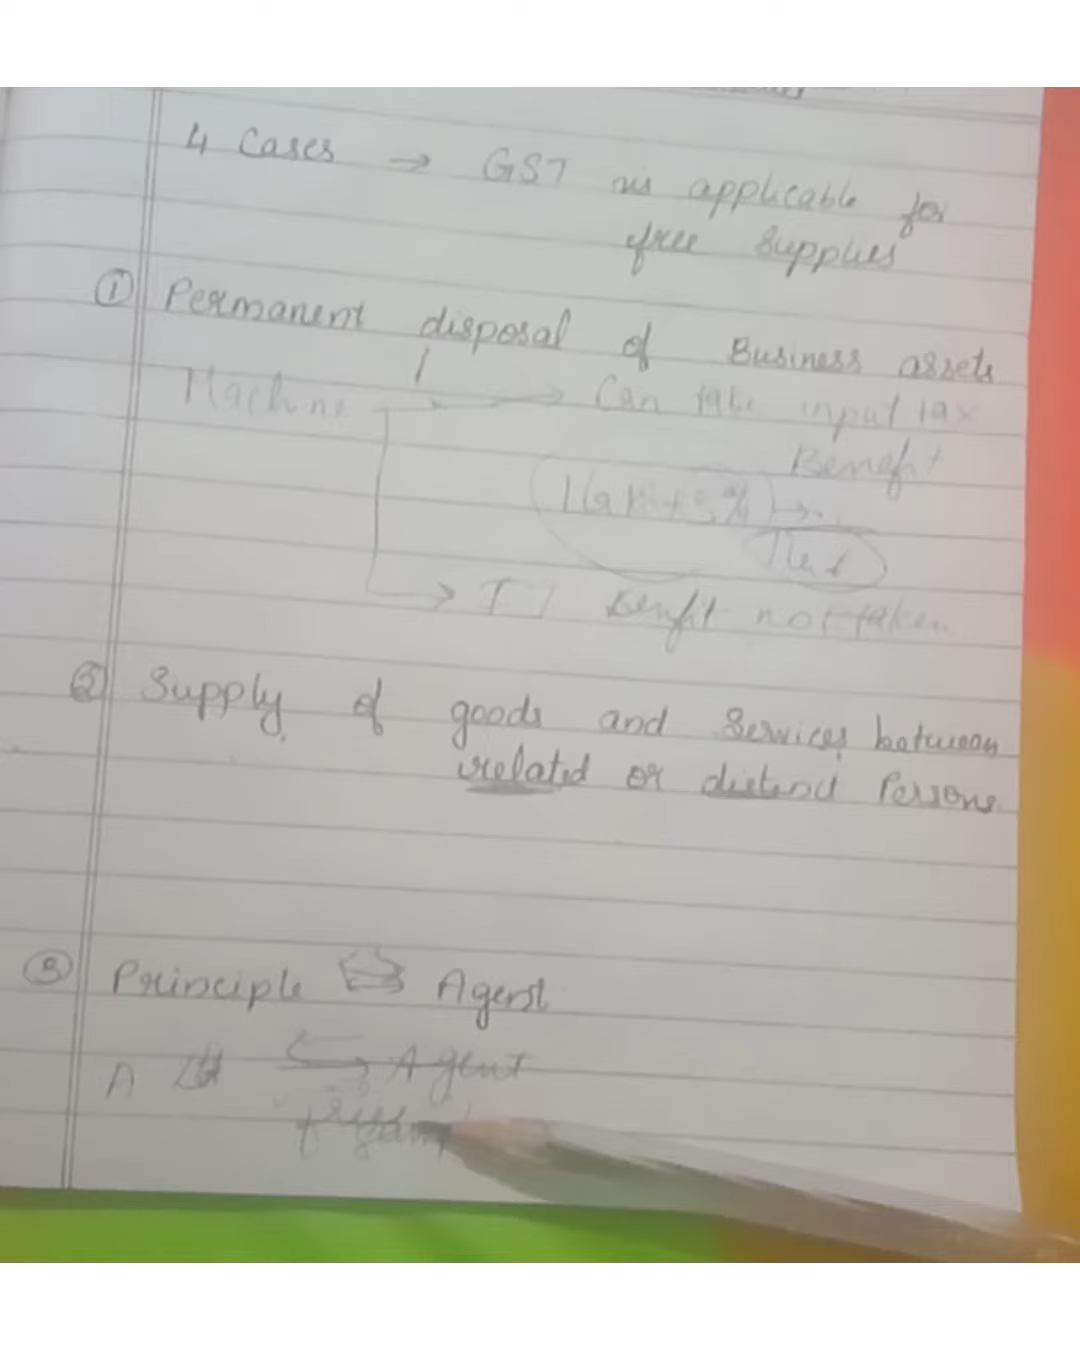 4 Cases → GST is applicable for
free Supplies
① Permanent disposal of Business assets
Machine → Can take input tax
Benefit
→ IT Benfit not taken
② Supply of goods and Services between
related or distinct Persons
③ Principle Agent
A Agent
free